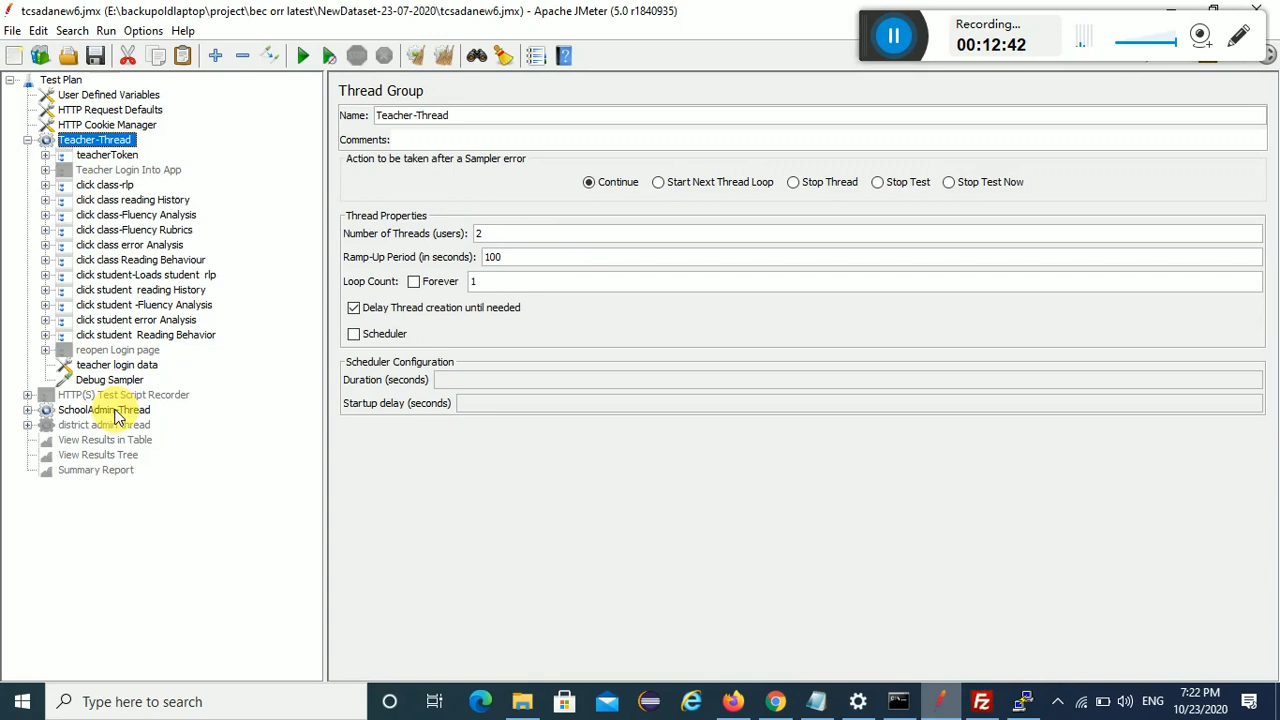 tcsadanew6.jmx (E:\backupoldlaptop\project\bec orr latest\NewDataset-23-07-2020\tcsadanew6.jmx) - Apache JMeter (5.0 r1840935)
File Edit Search Run Options Help
Recording...
00:12:42
Test Plan
User Defined Variables
HTTP Request Defaults
HTTP Cookie Manager
Teacher-Thread
teacherToken
Teacher Login Into App
click class-rlp
click class reading History
click class-Fluency Analysis
click class-Fluency Rubrics
click class error Analysis
click class Reading Behaviour
click student-Loads student rlp
click student reading History
click student -Fluency Analysis
click student error Analysis
click student Reading Behavior
reopen Login page
teacher login data
Debug Sampler
HTTP(S) Test Script Recorder
SchoolAdmin-Thread
district admin thread
View Results in Table
View Results Tree
Summary Report
Thread Group
Name: Teacher-Thread
Comments:
Action to be taken after a Sampler error
Continue Start Next Thread Loop Stop Thread Stop Test Stop Test Now
Thread Properties
Number of Threads (users): 2
Ramp-Up Period (in seconds): 100
Loop Count: Forever 1
Delay Thread creation until needed
Scheduler
Scheduler Configuration
Duration (seconds)
Startup delay (seconds)
Type here to search
ENG
7:22 PM
10/23/2020